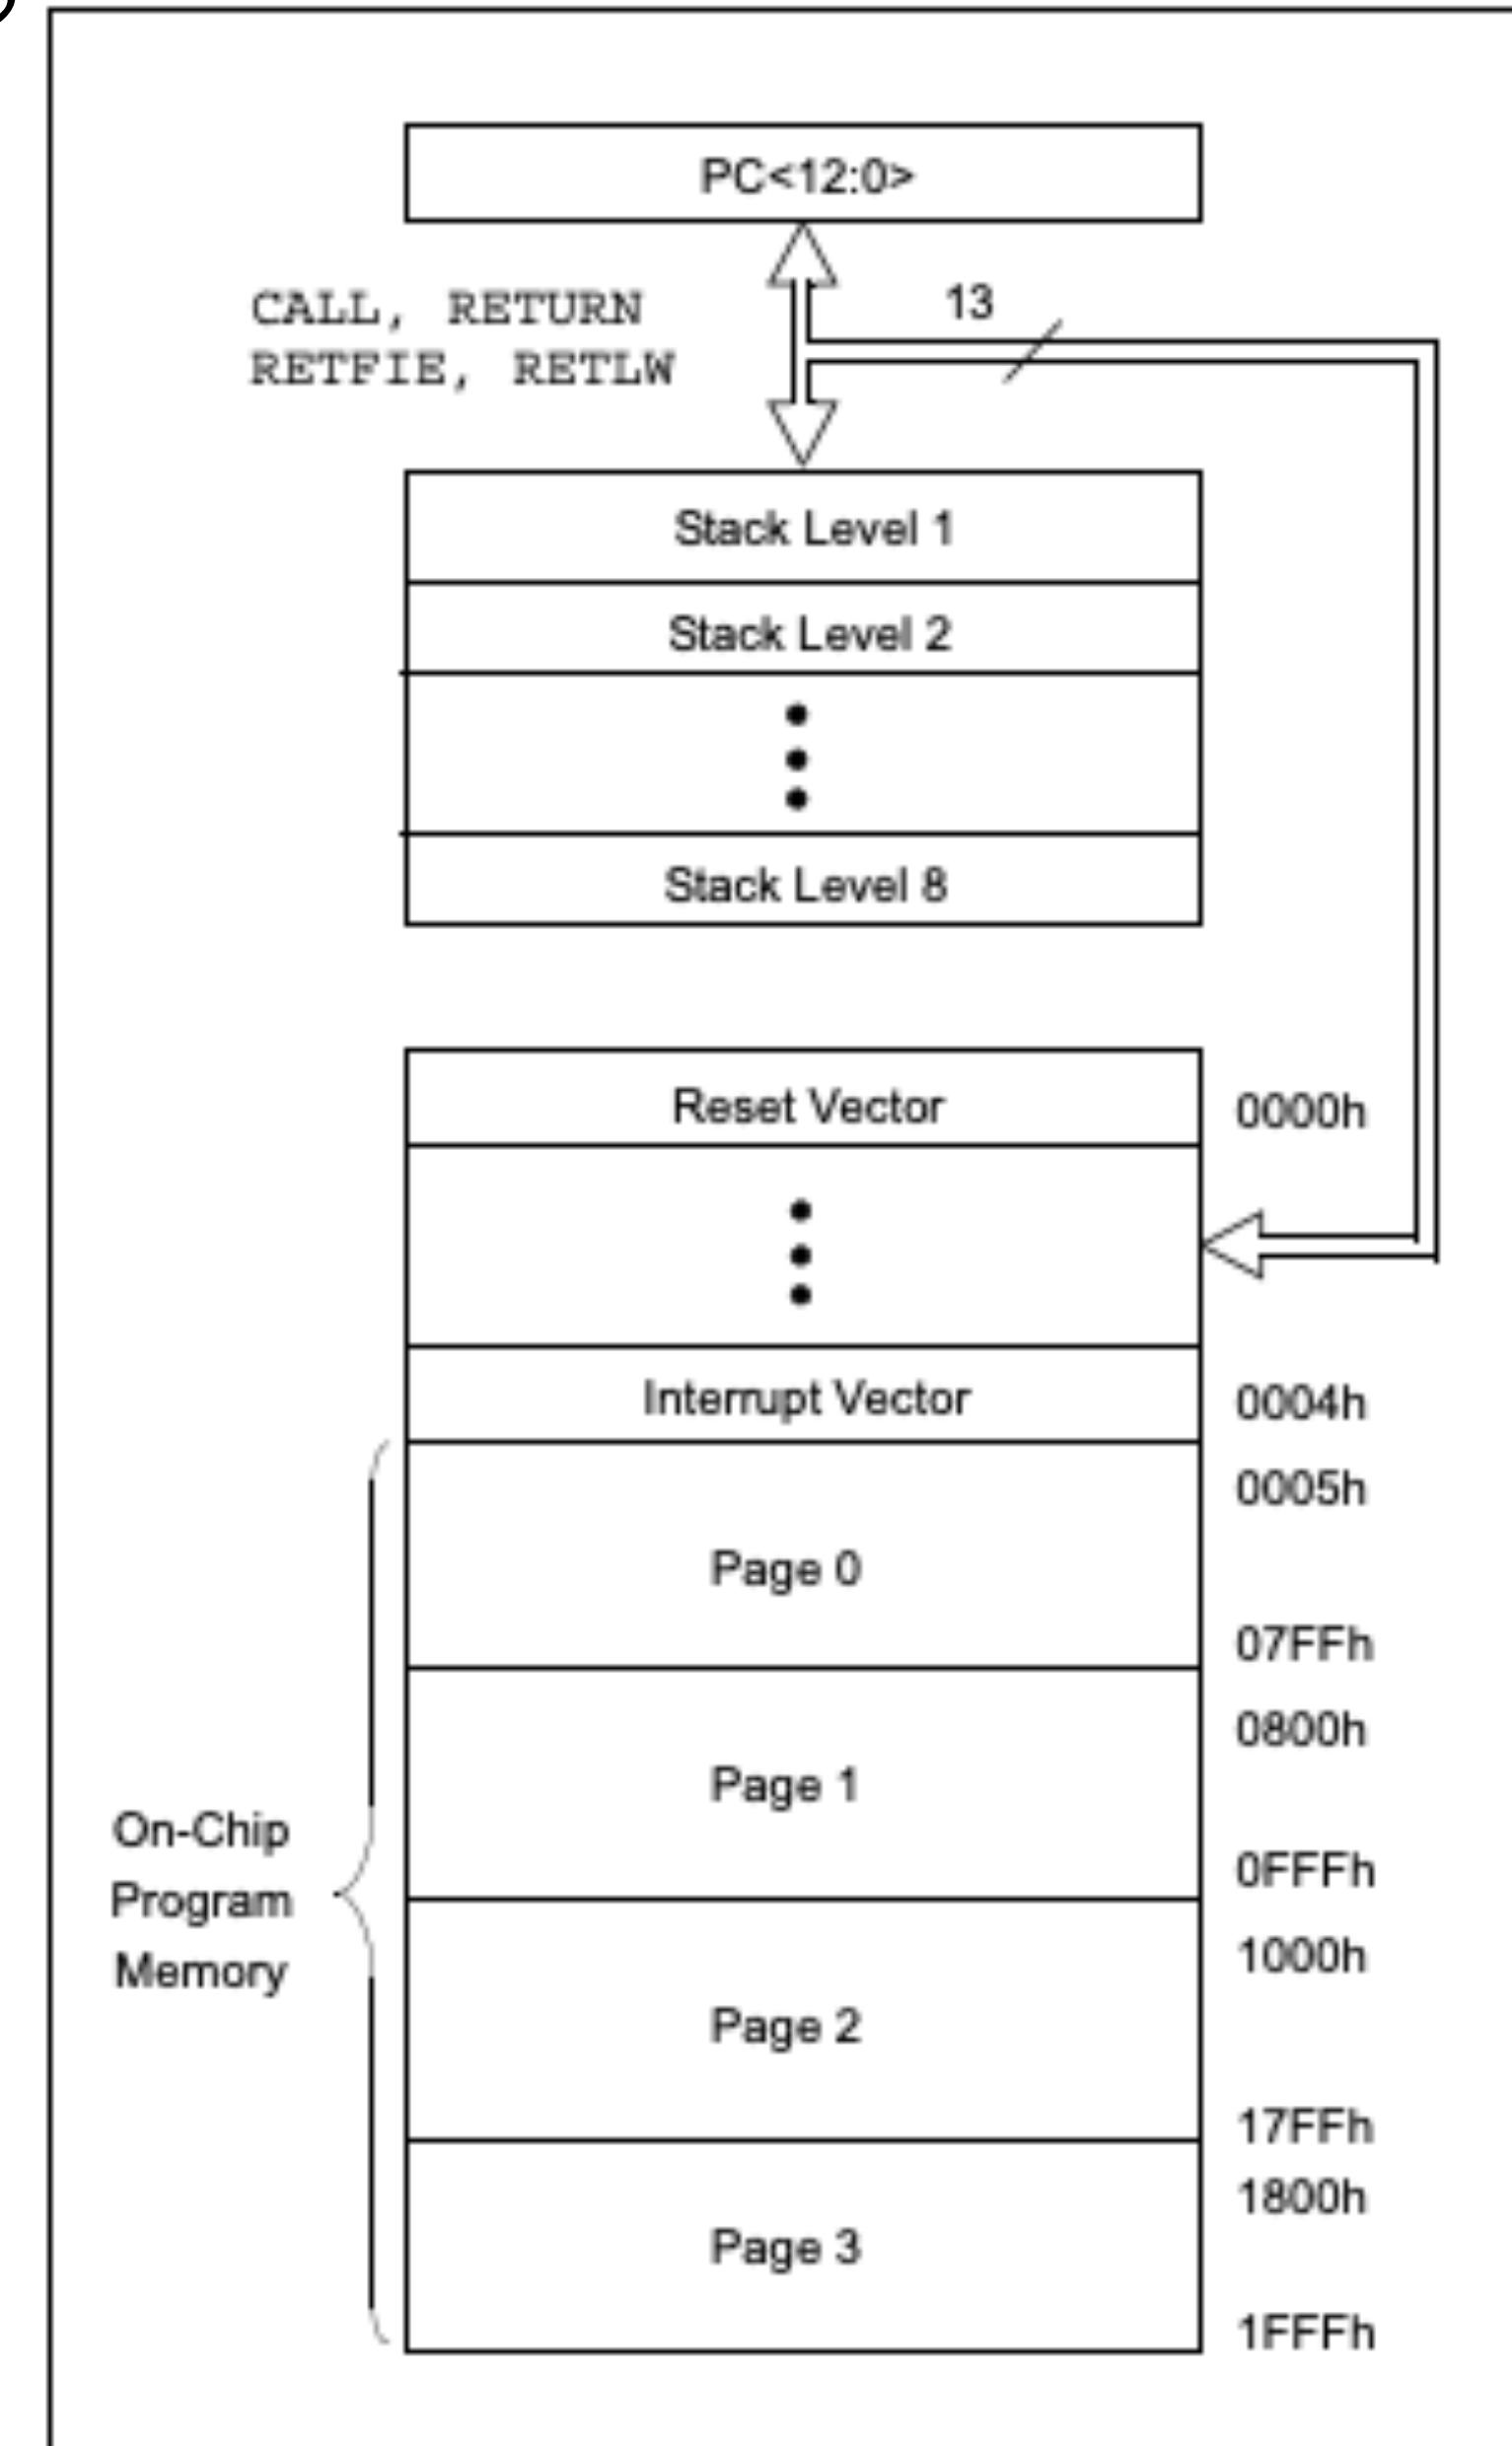 PC<12:0>
CALL, RETURN
RETFIE, RETLW
13
Stack Level 1
Stack Level 2
Stack Level 8
Reset Vector
0000h
Interrupt Vector
0004h
0005h
Page 0
07FFh
0800h
Page 1
0FFFh
On-Chip
Program
Memory
1000h
Page 2
17FFh
1800h
Page 3
1FFFh